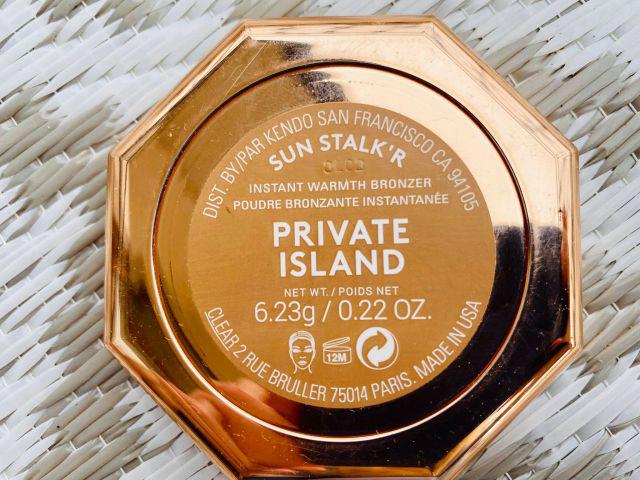 DIST. BY/PAR KENDO SAN FRANCISCO CA 94105
SUN STALK'R
INSTANT WARMTH BRONZER
POUDRE BRONZANTE INSTANTANÉE
PRIVATE
ISLAND
NET WT. / POIDS NET
6.23g / 0.22 OZ.
12M
CLEAR 2 RUE BRULLER 75014 PARIS. MADE IN USA